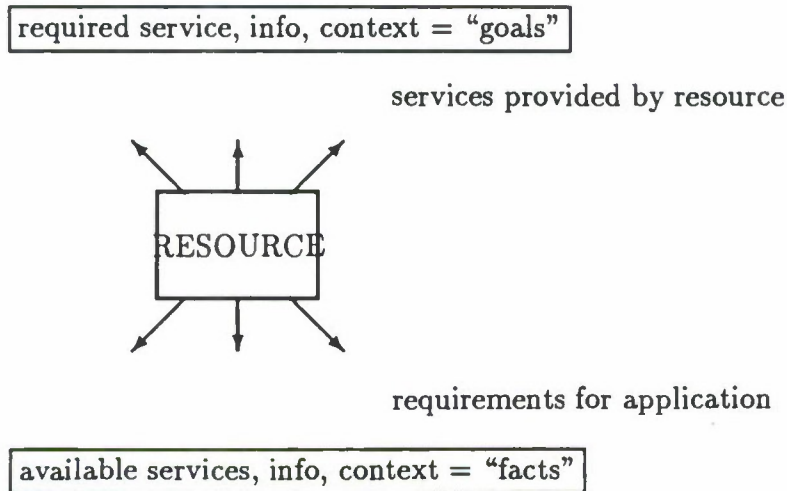 required service, info, context = “goals”
services provided by resource
RESOURCE
requirements for application
available services, info, context = “facts”